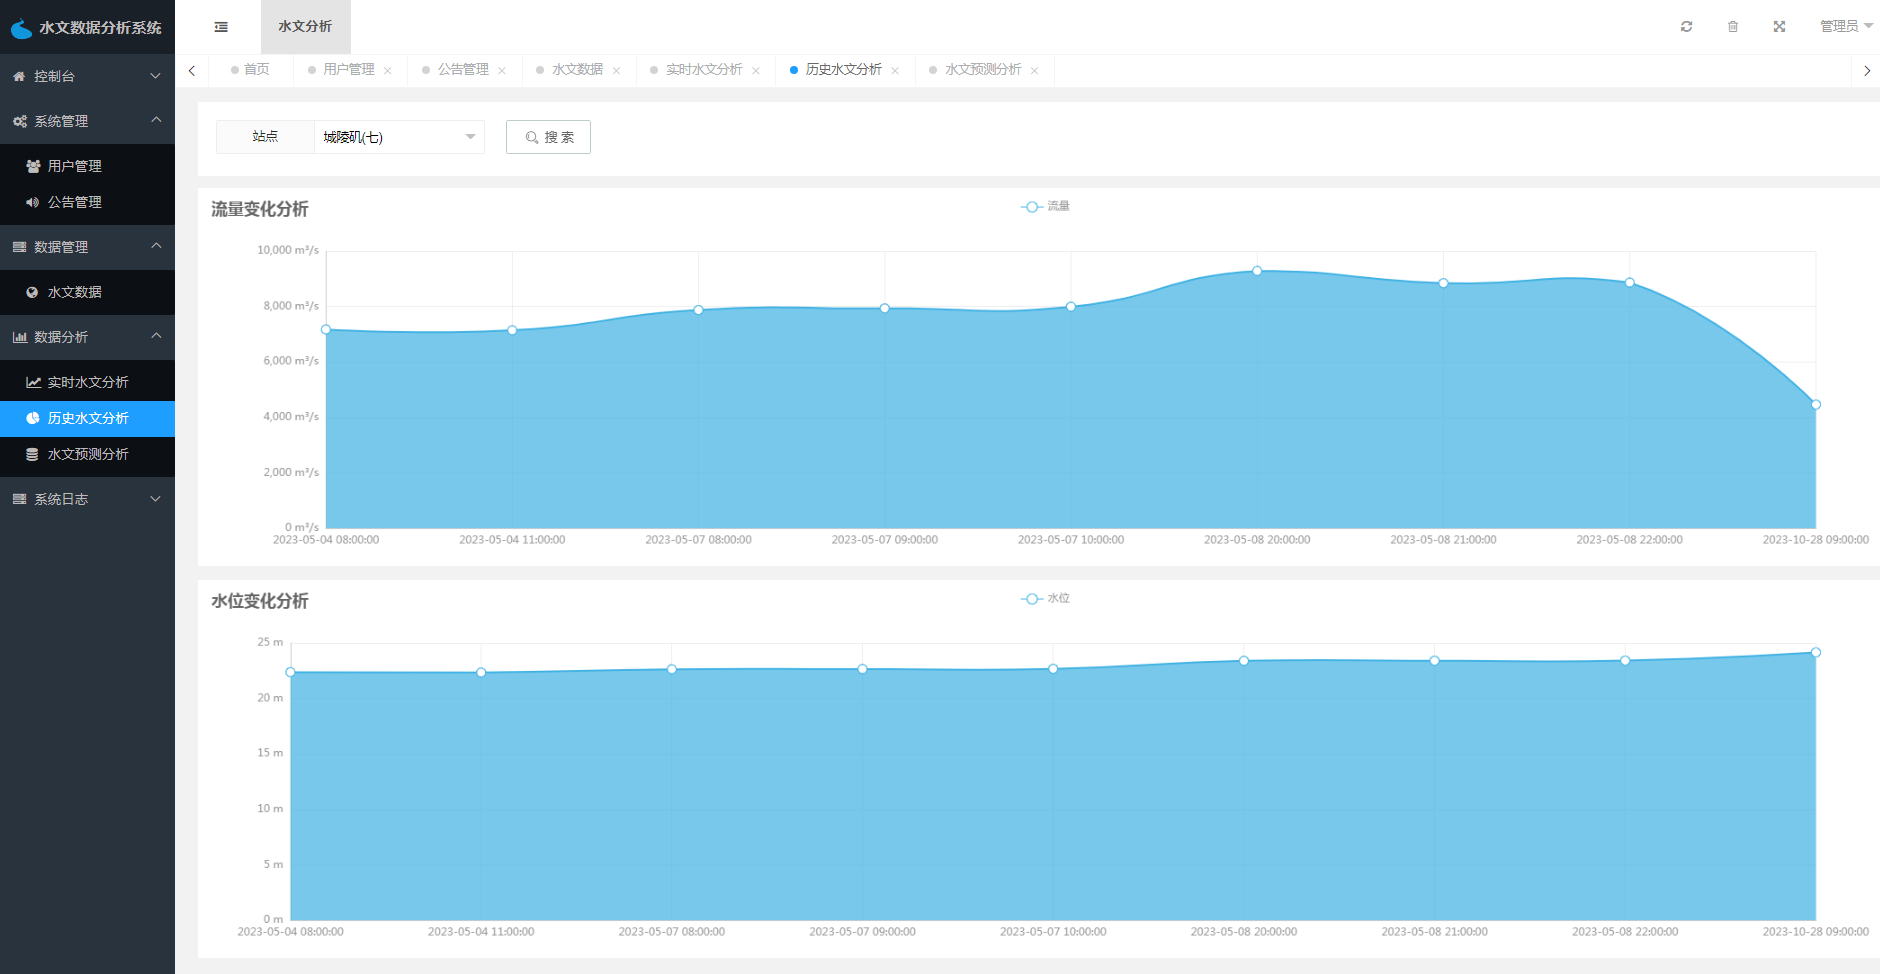 水文数据分析系统
水文分析
管理员
控制台
系统管理
用户管理
公告管理
数据管理
水文数据
数据分析
实时水文分析
历史水文分析
水文预测分析
系统日志
首页 用户管理 公告管理 水文数据 实时水文分析 历史水文分析 水文预测分析
站点 城陵矶(七) 搜 索
流量变化分析
流量
10,000 m³/s
8,000 m³/s
6,000 m³/s
4,000 m³/s
2,000 m³/s
0 m³/s
2023-05-04 08:00:00 2023-05-04 11:00:00 2023-05-07 08:00:00 2023-05-07 09:00:00 2023-05-07 10:00:00 2023-05-08 20:00:00 2023-05-08 21:00:00 2023-05-08 22:00:00 2023-10-28 09:00:00
水位变化分析
水位
25 m
20 m
15 m
10 m
5 m
0 m
2023-05-04 08:00:00 2023-05-04 11:00:00 2023-05-07 08:00:00 2023-05-07 09:00:00 2023-05-07 10:00:00 2023-05-08 20:00:00 2023-05-08 21:00:00 2023-05-08 22:00:00 2023-10-28 09:00:00